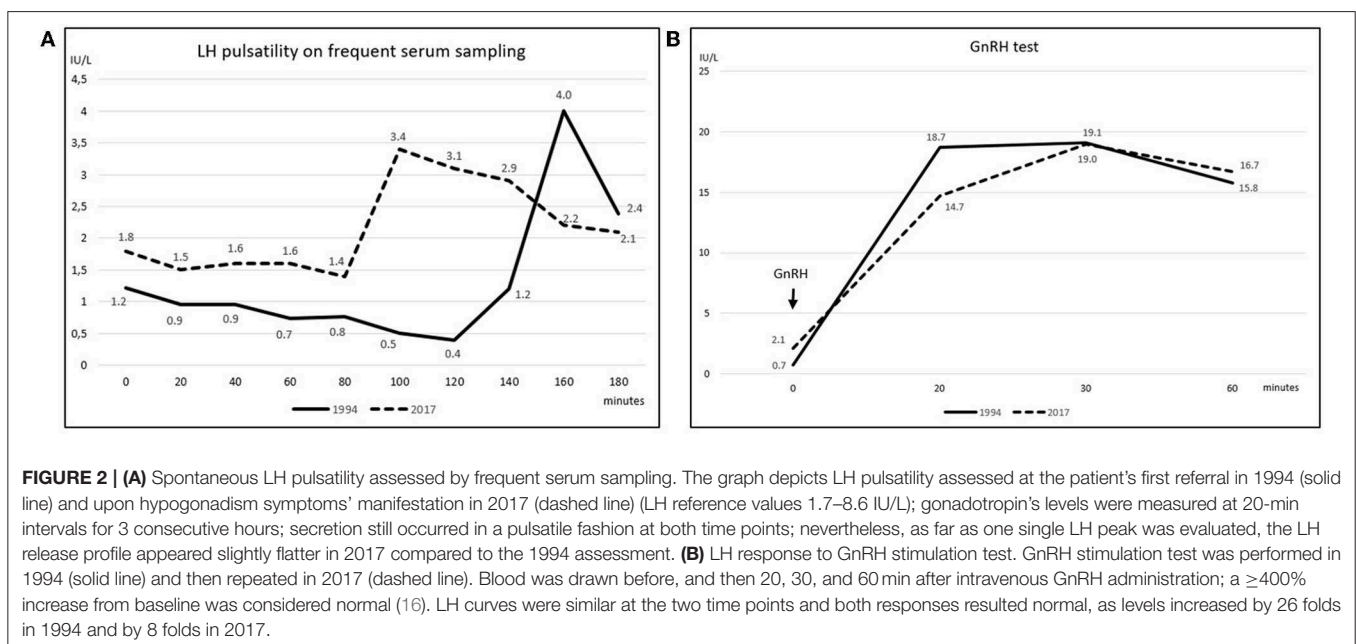 A
LH pulsatility on frequent serum sampling
IU/L
4,5
4
3,5
3
2,5
2
1,5
1
0,5
0
1.8
1.5
1.6
1.6
1.4
3.4
3.1
2.9
2.2
2.1
1.2
0.9
0.9
0.7
0.8
0.5
0.4
1.2
4.0
2.4
0 20 40 60 80 100 120 140 160 180
minutes
1994 2017
B
GnRH test
IU/L
25
20
15
10
5
0
GnRH
2.1
0.7
18.7
14.7
19.1
19.0
16.7
15.8
0 20 30 60 minutes
1994 2017
FIGURE 2 | (A) Spontaneous LH pulsatility assessed by frequent serum sampling. The graph depicts LH pulsatility assessed at the patient's first referral in 1994 (solid
line) and upon hypogonadism symptoms' manifestation in 2017 (dashed line) (LH reference values 1.7–8.6 IU/L); gonadotropin's levels were measured at 20-min
intervals for 3 consecutive hours; secretion still occurred in a pulsatile fashion at both time points; nevertheless, as far as one single LH peak was evaluated, the LH
release profile appeared slightly flatter in 2017 compared to the 1994 assessment. (B) LH response to GnRH stimulation test. GnRH stimulation test was performed in
1994 (solid line) and then repeated in 2017 (dashed line). Blood was drawn before, and then 20, 30, and 60 min after intravenous GnRH administration; a ≥400%
increase from baseline was considered normal (16). LH curves were similar at the two time points and both responses resulted normal, as levels increased by 26 folds
in 1994 and by 8 folds in 2017.